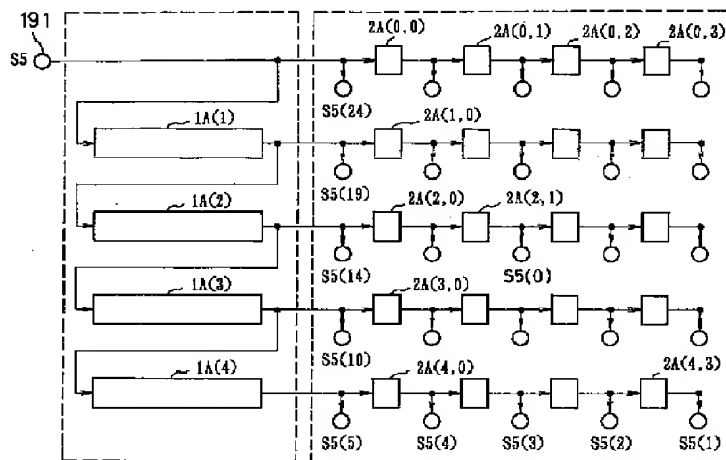 191
S5
2A(0,0)
2A(0,1)
2A(0,2)
2A(0,3)
S5(24)
1A(1)
2A(1,0)
S5(19)
1A(2)
2A(2,0)
2A(2,1)
S5(14)
S5(0)
1A(3)
2A(3,0)
S5(10)
1A(4)
2A(4,0)
2A(4,3)
S5(5)
S5(4)
S5(3)
S5(2)
S5(1)